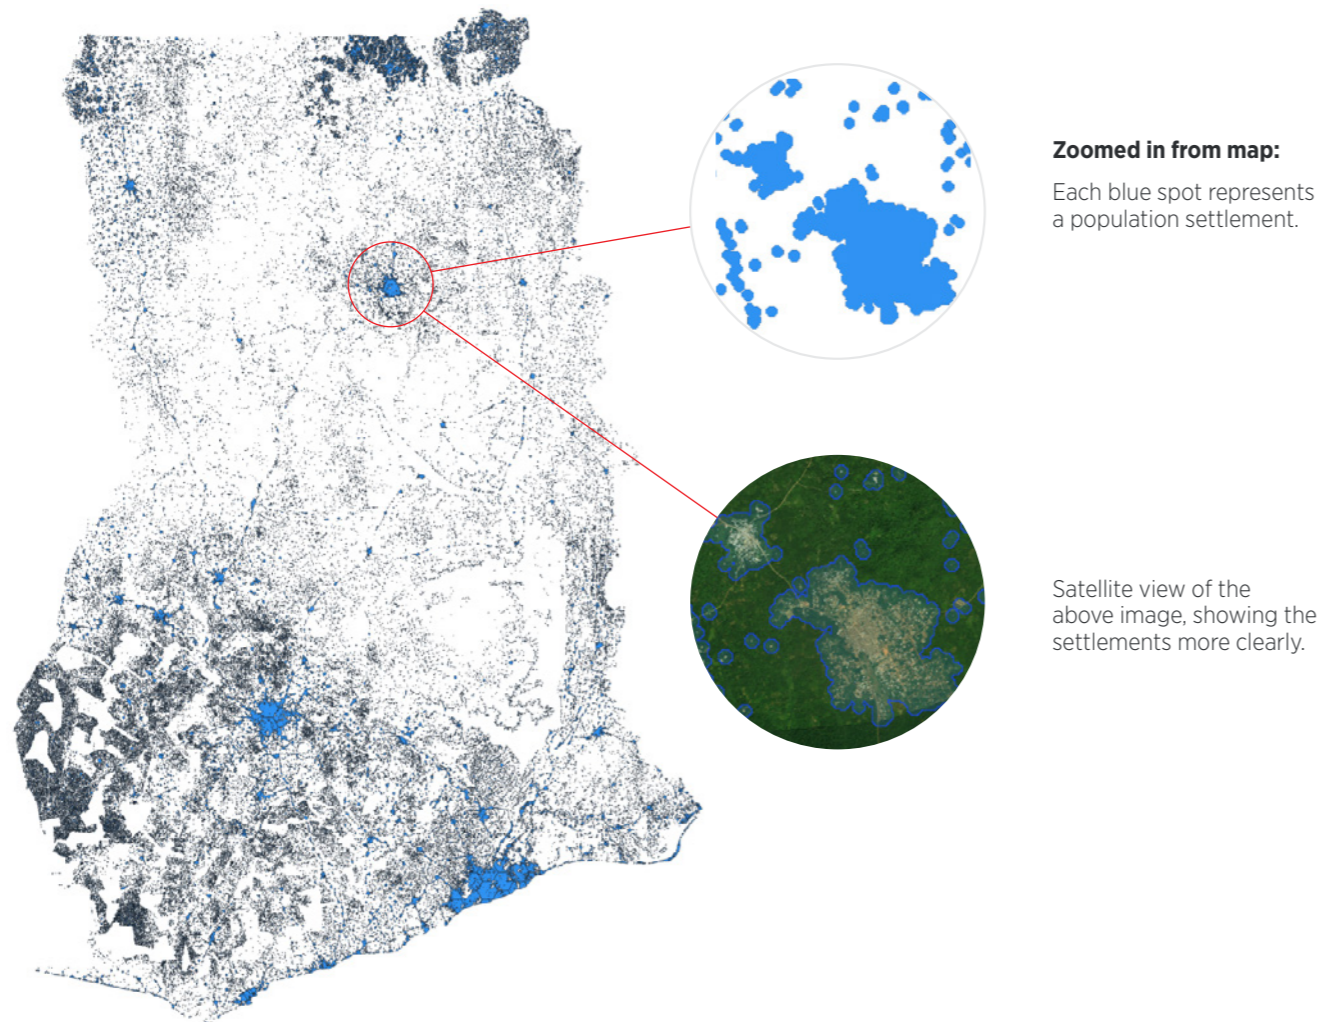 Zoomed in from map:
Each blue spot represents
a population settlement.
Satellite view of the
above image, showing the
settlements more clearly.